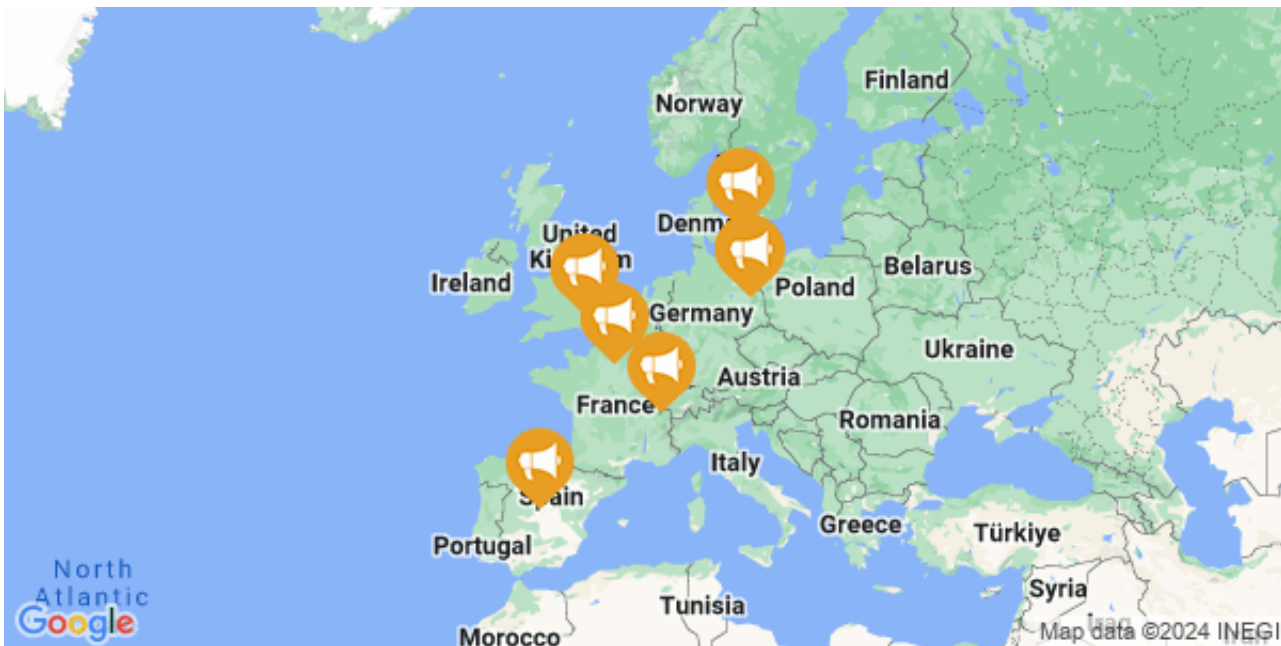 Finland
Norway
Denm
United
Ki
m
Ireland
Belarus
Poland
Germany
Ukraine
Austria
France
Romania
Italy
Spain
Greece
Türkiye
Portugal
North
Atlantic
Syria
Tunisia
Google
Morocco
Iraq
Map data ©2024 INEGI